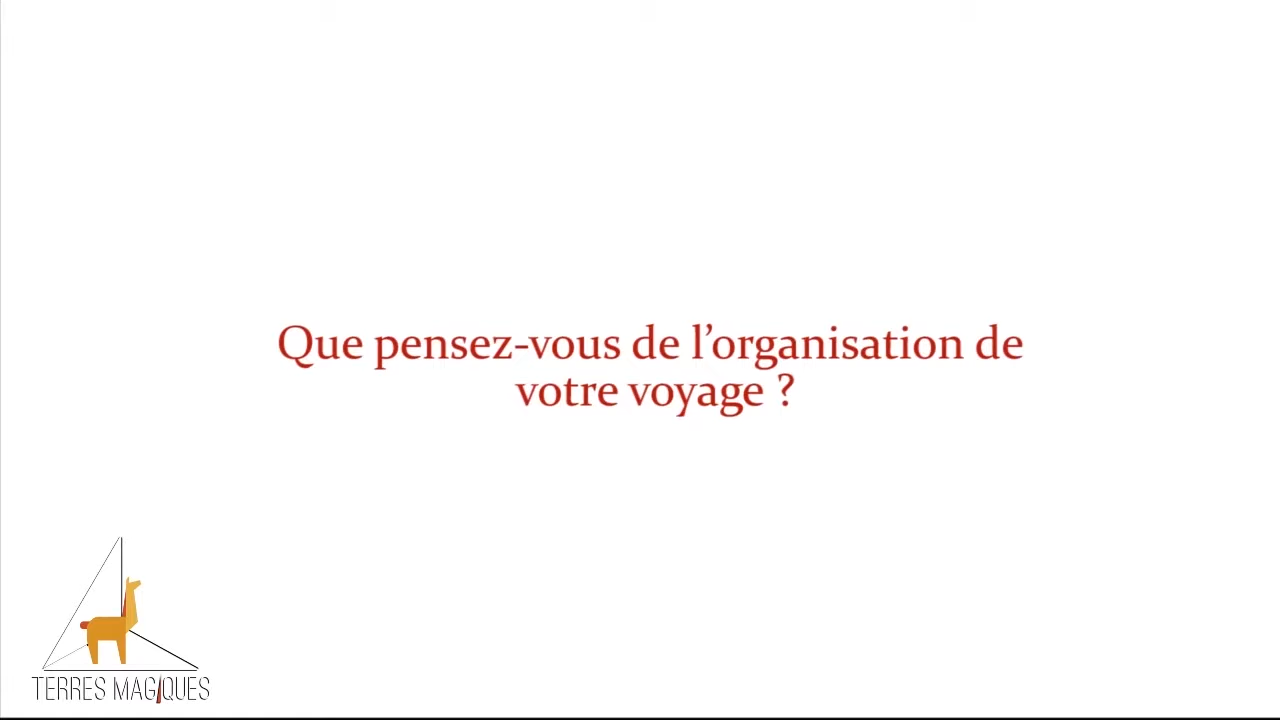 Que pensez-vous de l’organisation de
votre voyage ?
TERRES MAGIQUES